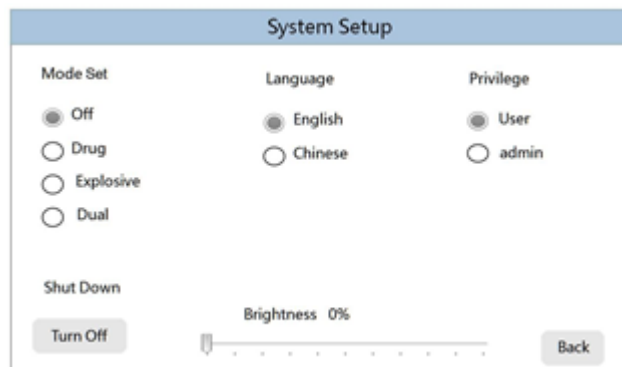 System Setup
Mode Set
Off
Drug
Explosive
Dual
Language
English
Chinese
Privilege
User
admin
Shut Down
Turn Off
Brightness 0%
Back